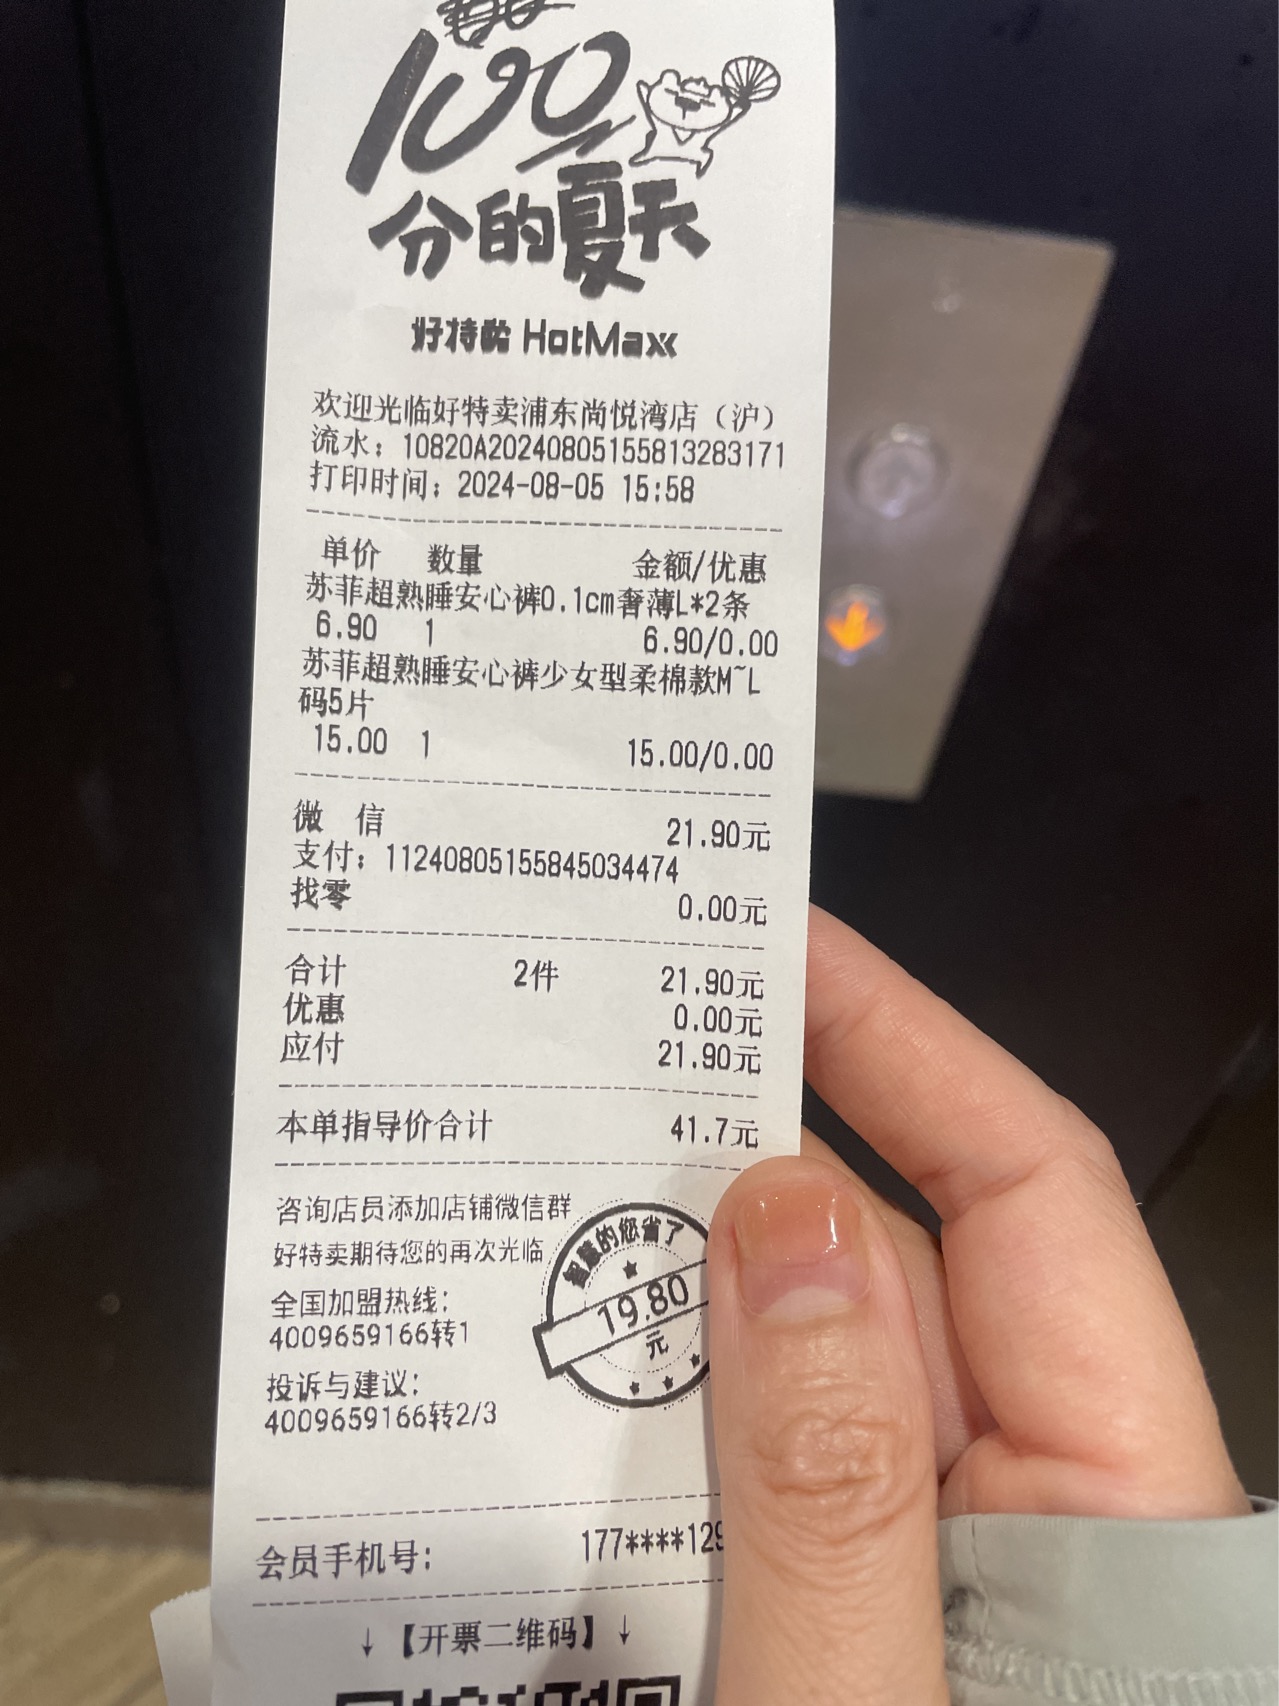 100
分的夏天
好特卖 HotMaxx
欢迎光临好特卖浦东尚悦湾店（沪）
流水：10820A202408051558132831​71
打印时间：2024-08-05 15:58
单价 数量 金额/优惠
苏菲超熟睡安心裤0.1cm奢薄L*2条
6.90 1 6.90/0.00
苏菲超熟睡安心裤少女型柔棉款M~L
码5片
15.00 1 15.00/0.00
微 信 21.90元
支付：11240805155845034474
找零 0.00元
合计 2件 21.90元
优惠 0.00元
应付 21.90元
本单指导价合计 41.7元
咨询店员添加店铺微信群
好特卖期待您的再次光临
全国加盟热线：
4009659166转1
投诉与建议：
4009659166转2/3
智慧的您省了
19.80
元
会员手机号： 177****129
↓【开票二维码】↓